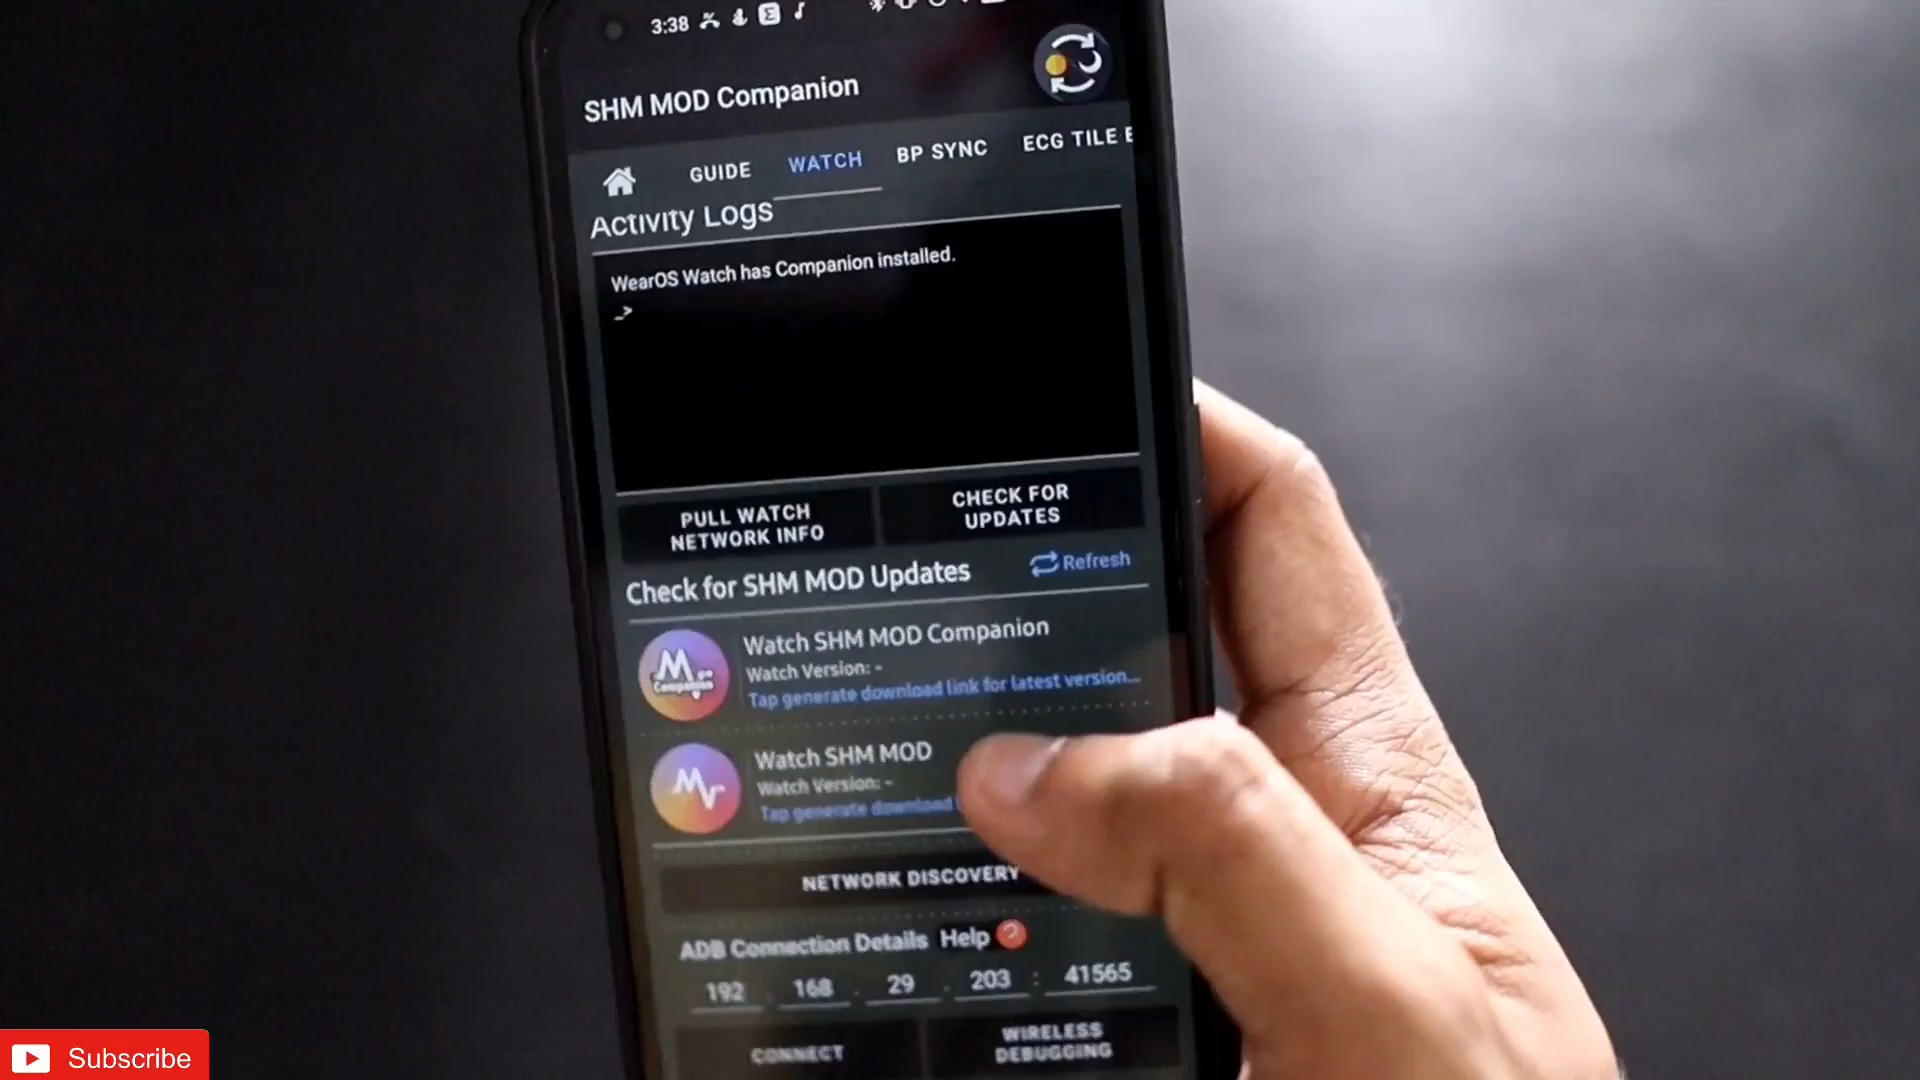 3:38
SHM MOD Companion
GUIDE WATCH BP SYNC ECG TILE E
Activity Logs
WearOS Watch has Companion installed.
_>
PULL WATCH
NETWORK INFO
CHECK FOR
UPDATES
Check for SHM MOD Updates Refresh
Watch SHM MOD Companion
Watch Version: -
Tap generate download link for latest version...
Watch SHM MOD
Watch Version: -
Tap generate download
NETWORK DISCOVERY
ADB Connection Details Help ?
192 . 168 . 29 . 203 : 41565
CONNECT
WIRELESS
DEBUGGING
Subscribe